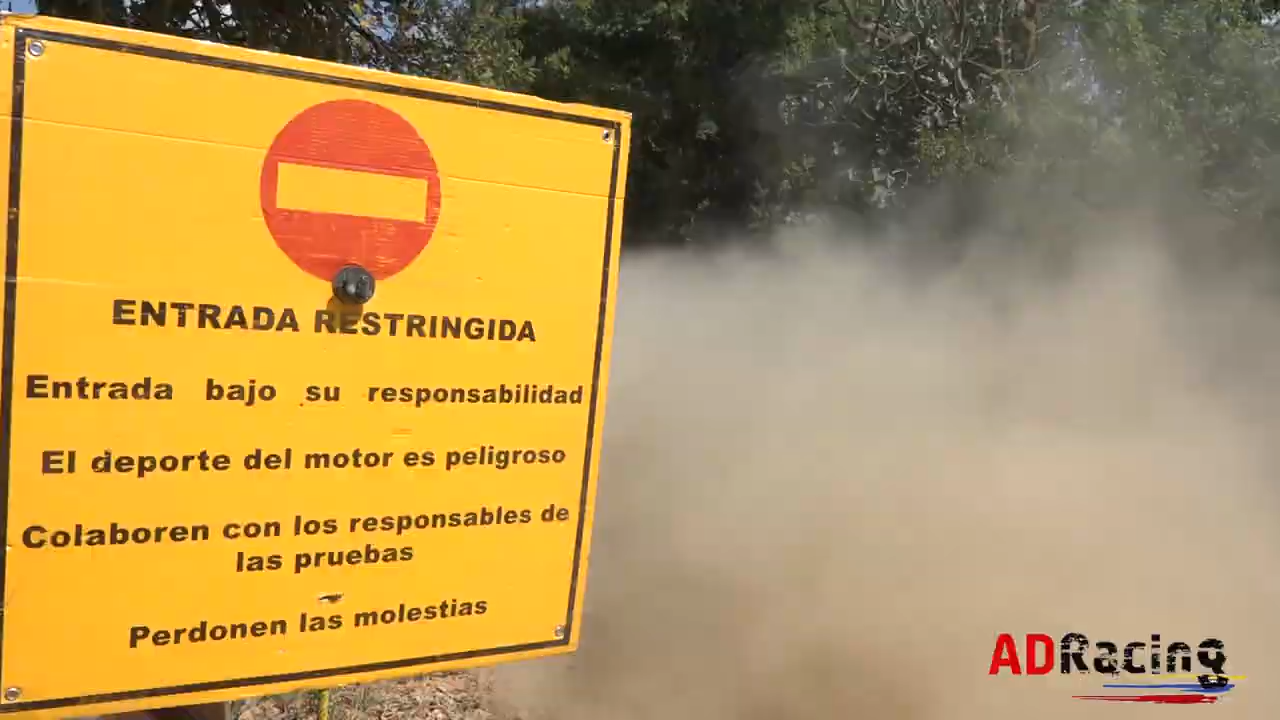 ENTRADA RESTRINGIDA
Entrada bajo su responsabilidad
El deporte del motor es peligroso
Colaboren con los responsables de
las pruebas
Perdonen las molestias
ADRacing